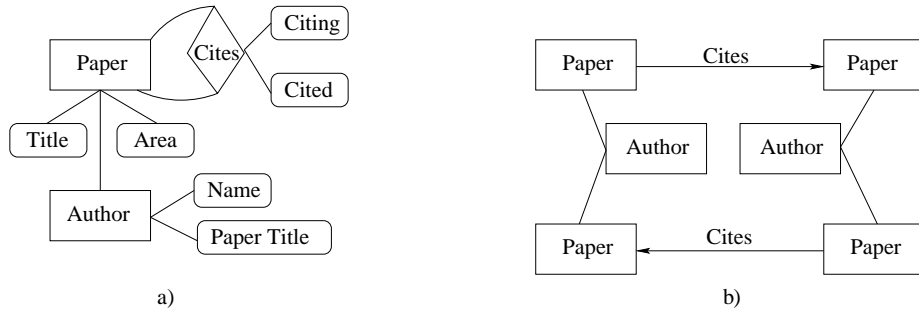 Paper
Cites
Citing
Cited
Title
Area
Author
Name
Paper Title
a)
Paper
Cites
Paper
Author
Author
Paper
Cites
Paper
b)